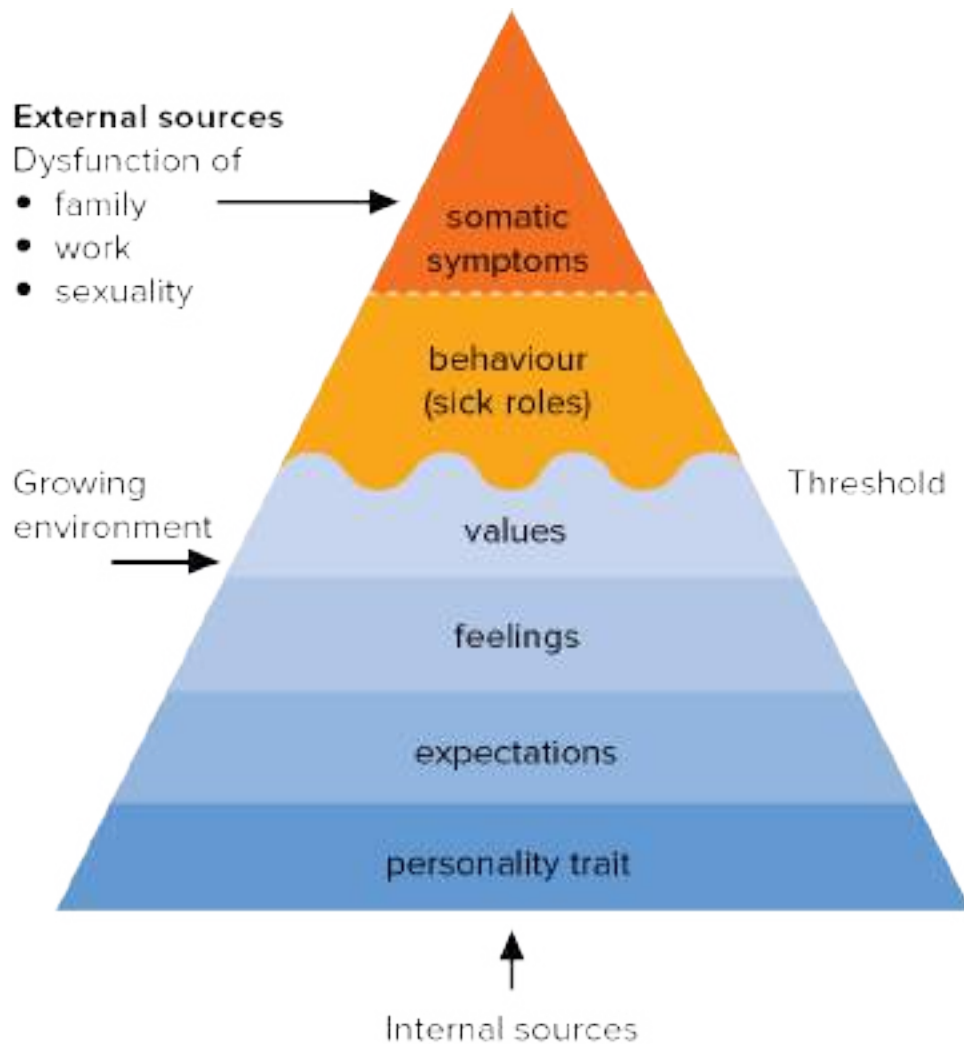 External sources
Dysfunction of
• family
• work
• sexuality
somatic
symptoms
behaviour
(sick roles)
Growing
environment
Threshold
values
feelings
expectations
personality trait
Internal sources